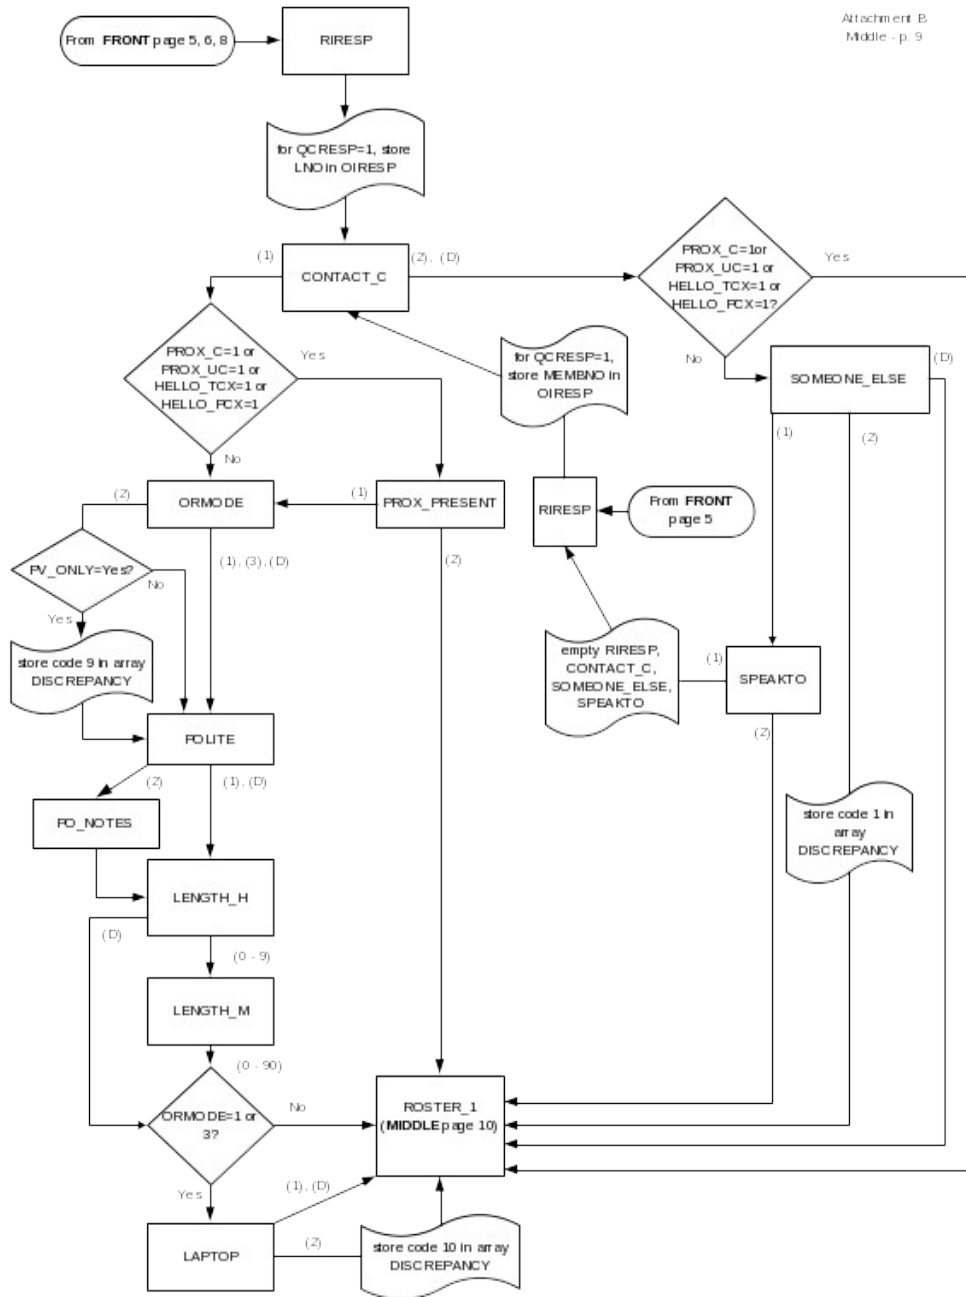 Attachment B
Middle - p. 9
From FRONT page 5, 6, 8
RIRESP
for QCRESP=1, store
LNO in OIRESP
(1)
CONTACT_C
(2), (D)
PROX_C=1or
PROX_UC=1 or
HELLO_TCX=1 or
HELLO_PCX=1?
Yes
No
PROX_C=1 or
PROX_UC=1 or
HELLO_TCX=1 or
HELLO_PCX=1
Yes
No
for QCRESP=1,
store MEMBNO in
OIRESP
SOMEONE_ELSE
(D)
(1)
(2)
(2)
ORMODE
(1)
PROX_PRESENT
RIRESP
From FRONT
page 5
(1), (3), (D)
(2)
PV_ONLY=Yes?
No
Yes
store code 9 in array
DISCREPANCY
empty RIRESP,
CONTACT_C,
SOMEONE_ELSE,
SPEAKTO
(1)
SPEAKTO
(2)
POLITE
(2)
(1), (D)
PO_NOTES
store code 1 in
array
DISCREPANCY
LENGTH_H
(D)
(0 - 9)
LENGTH_M
(0 - 90)
ORMODE=1 or
3?
No
Yes
ROSTER_1
(MIDDLE page 10)
(1), (D)
LAPTOP
(2)
store code 10 in array
DISCREPANCY